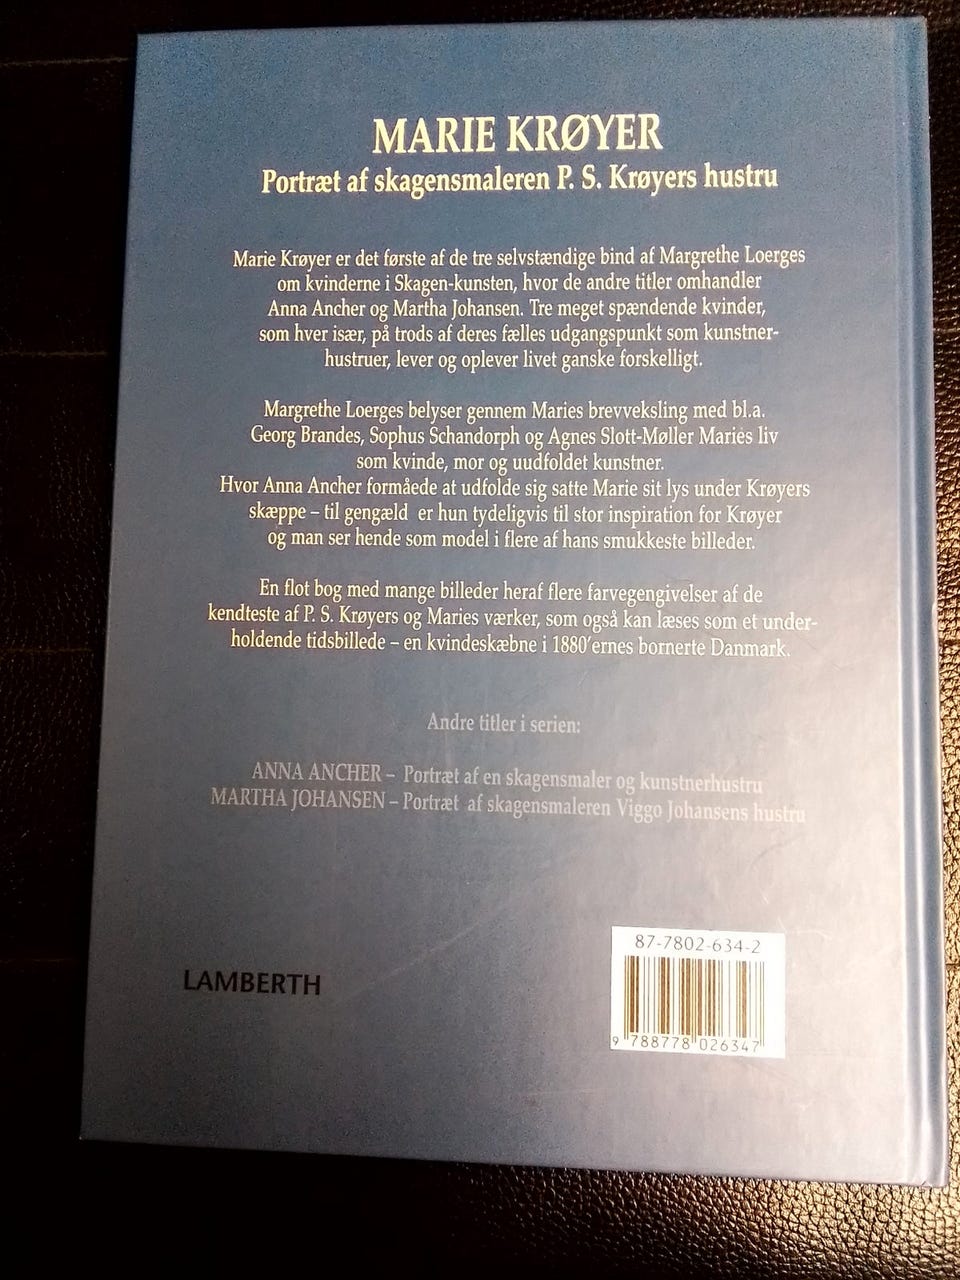 MARIE KRØYER
Portræt af skagensmaleren P. S. Krøyers hustru
Marie Krøyer er det første af de tre selvstændige bind af Margrethe Loerges
om kvinderne i Skagen-kunsten, hvor de andre titler omhandler
Anna Ancher og Martha Johansen. Tre meget spændende kvinder,
som hver især, på trods af deres fælles udgangspunkt som kunstner-
hustruer, lever og oplever livet ganske forskelligt.
Margrethe Loerges belyser gennem Maries brevveksling med bl.a.
Georg Brandes, Sophus Schandorph og Agnes Slott-Møller Maries liv
som kvinde, mor og uudfoldet kunstner.
Hvor Anna Ancher formåede at udfolde sig satte Marie sit lys under Krøyers
skæppe – til gengæld er hun tydeligvis til stor inspiration for Krøyer
og man ser hende som model i flere af hans smukkeste billeder.
En flot bog med mange billeder heraf flere farvegengivelser af de
kendteste af P. S. Krøyers og Maries værker, som også kan læses som et under-
holdende tidsbillede – en kvindeskæbne i 1880'ernes bornerte Danmark.
Andre titler i serien:
ANNA ANCHER – Portræt af en skagensmaler og kunstnerhustru
MARTHA JOHANSEN – Portræt af skagensmaleren Viggo Johansens hustru
LAMBERTH
87-7802-634-2
9 788778 026347